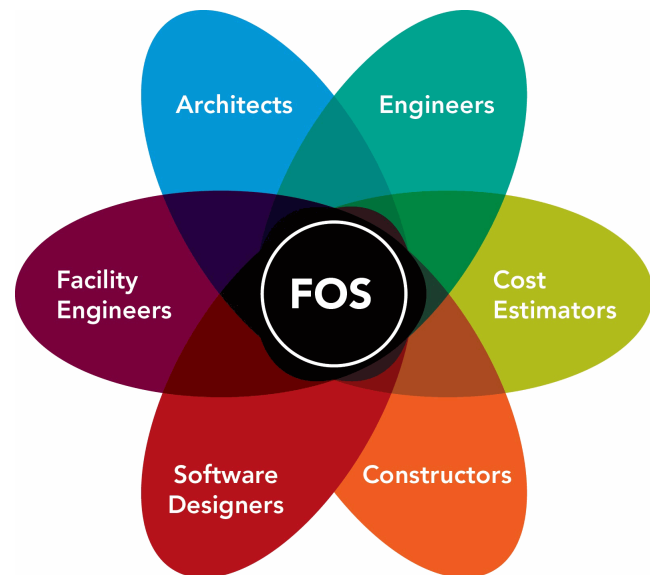 Architects
Engineers
Facility
Engineers
FOS
Cost
Estimators
Software
Designers
Constructors